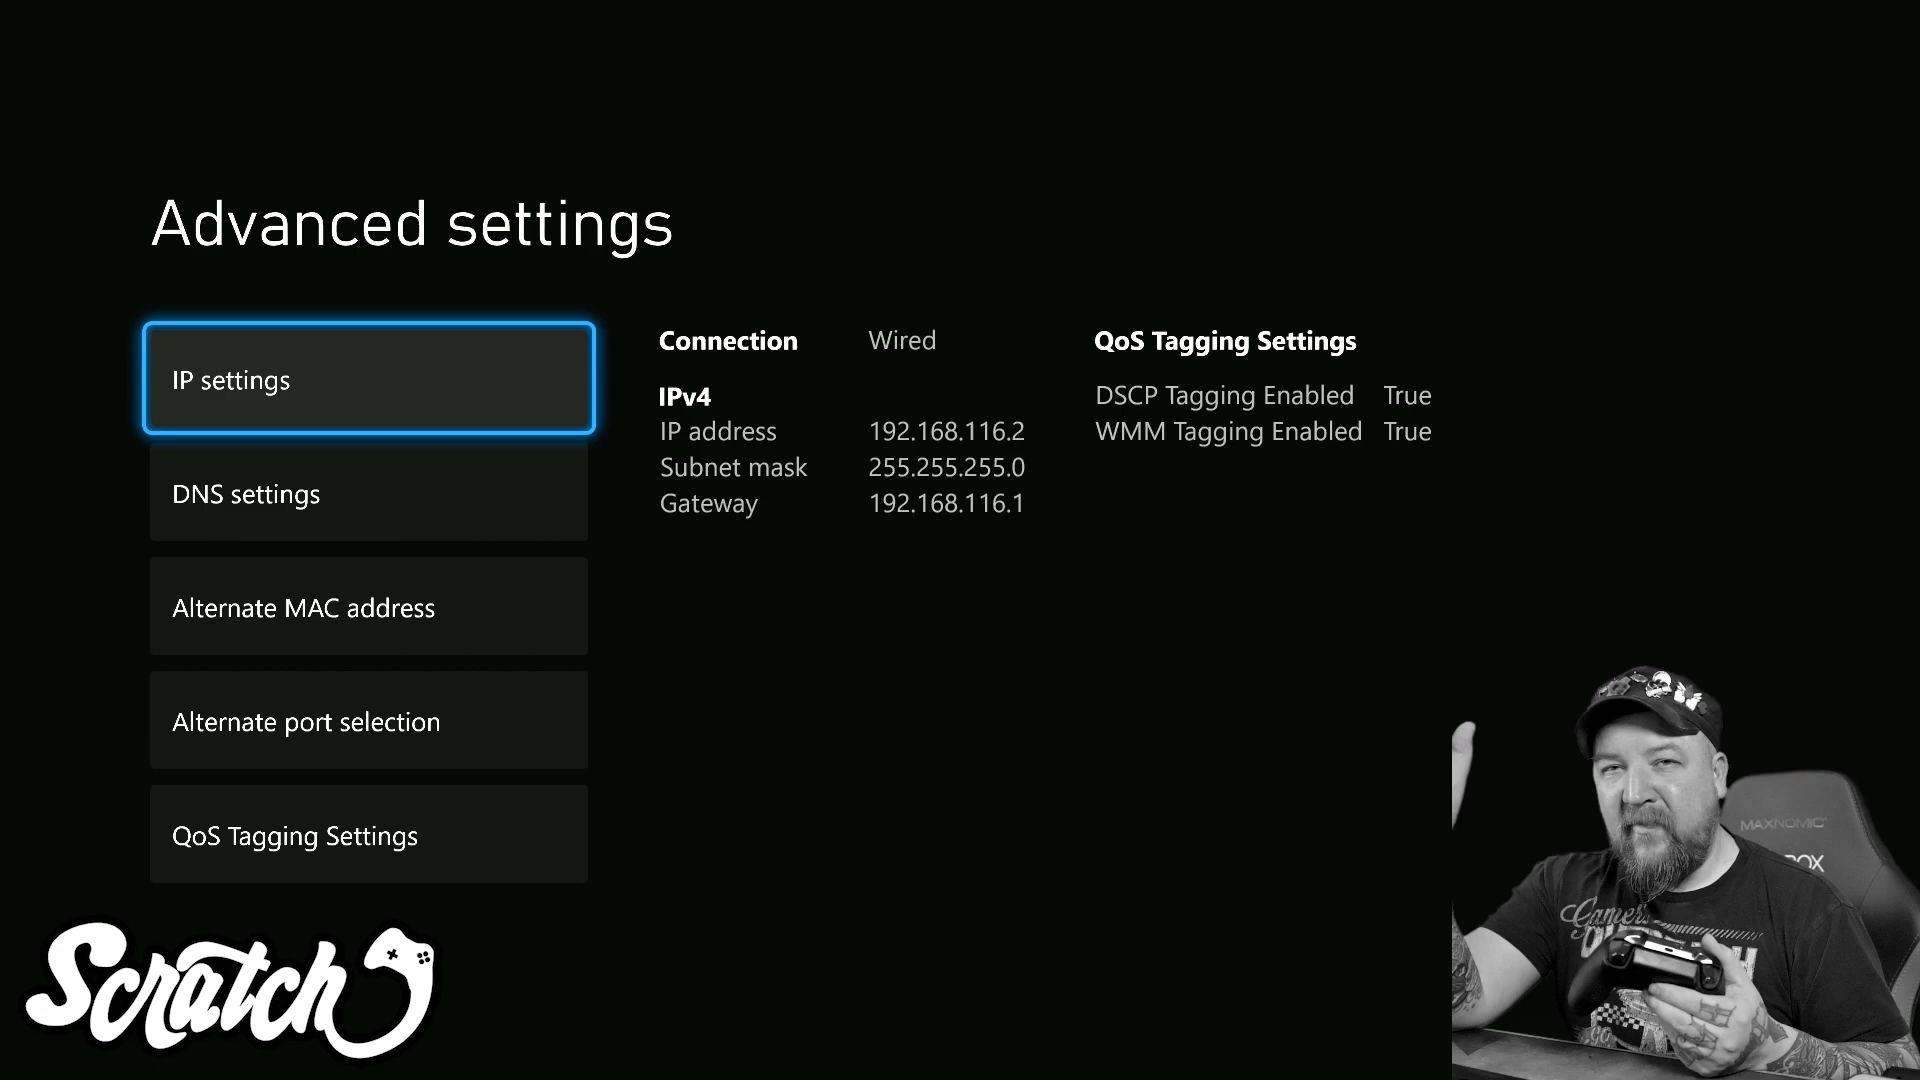 Advanced settings
IP settings
DNS settings
Alternate MAC address
Alternate port selection
QoS Tagging Settings
Connection Wired
IPv4
IP address 192.168.116.2
Subnet mask 255.255.255.0
Gateway 192.168.116.1
QoS Tagging Settings
DSCP Tagging Enabled True
WMM Tagging Enabled True
Scratch
MAXNOMIC
Gamers